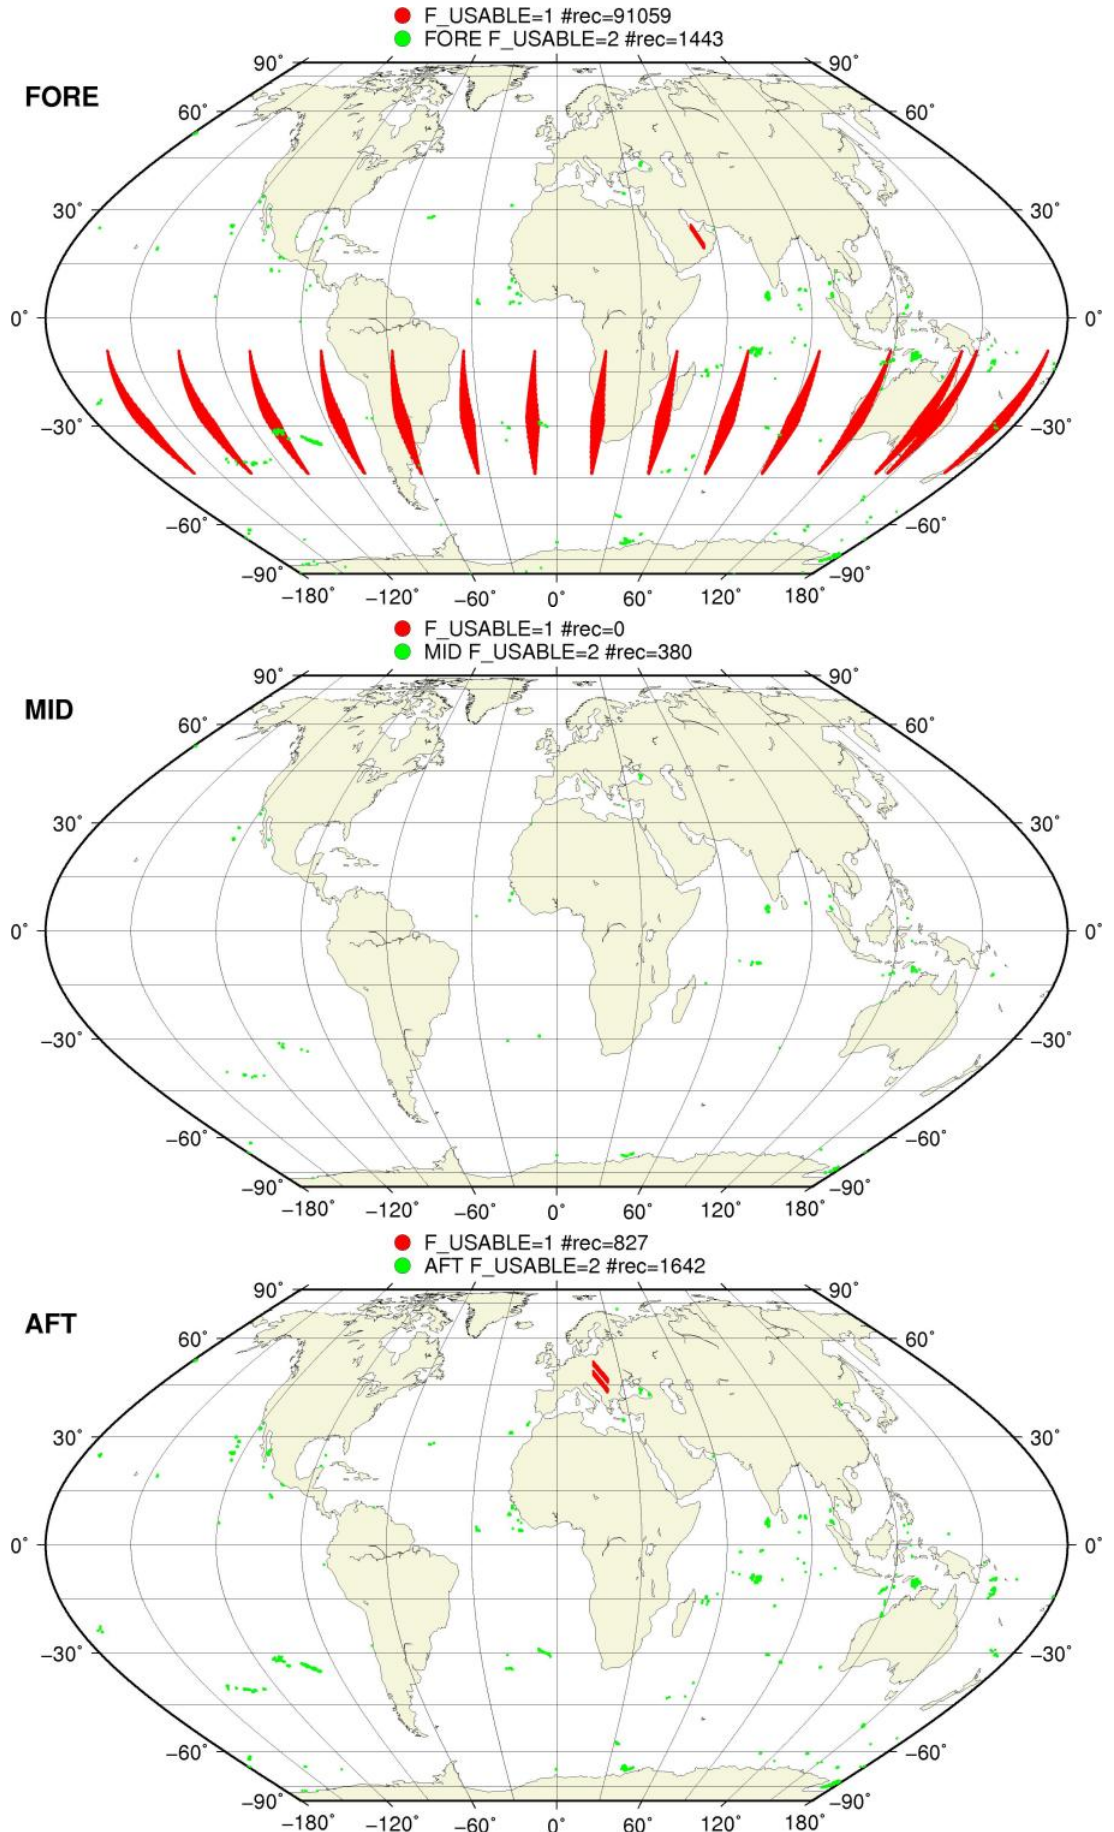 F_USABLE=1 #rec=91059
FORE F_USABLE=2 #rec=1443
90° 90°
FORE
60° 60°
30° 30°
0° 0°
−30° −30°
−60° −60°
−90° −90°
−180° −120° −60° 0° 60° 120° 180°
F_USABLE=1 #rec=0
MID F_USABLE=2 #rec=380
90° 90°
MID
60° 60°
30° 30°
0° 0°
−30° −30°
−60° −60°
−90° −90°
−180° −120° −60° 0° 60° 120° 180°
F_USABLE=1 #rec=827
AFT F_USABLE=2 #rec=1642
90° 90°
AFT
60° 60°
30° 30°
0° 0°
−30° −30°
−60° −60°
−90° −90°
−180° −120° −60° 0° 60° 120° 180°